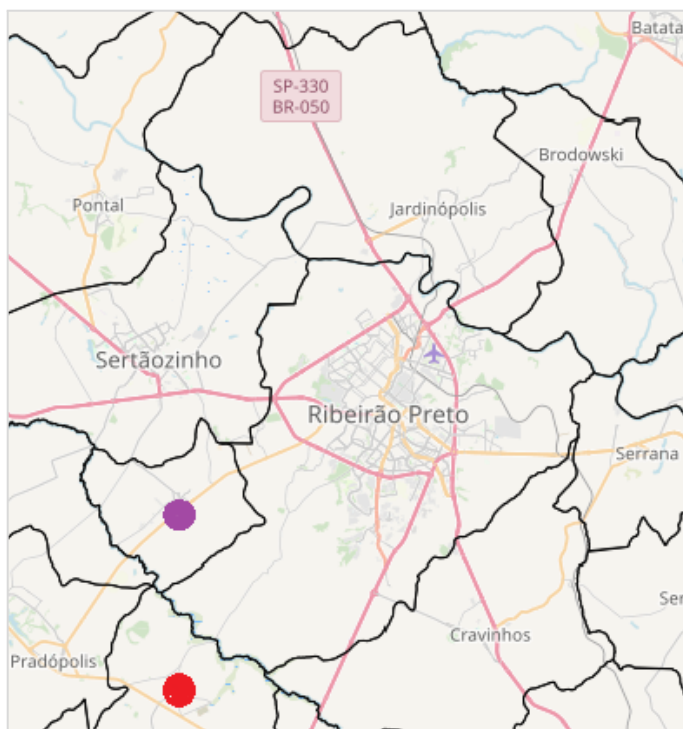 Batata
SP-330
BR-050
Brodowski
Pontal
Jardinópolis
Sertãozinho
Ribeirão Preto
Serrana
Ser
Cravinhos
Pradópolis